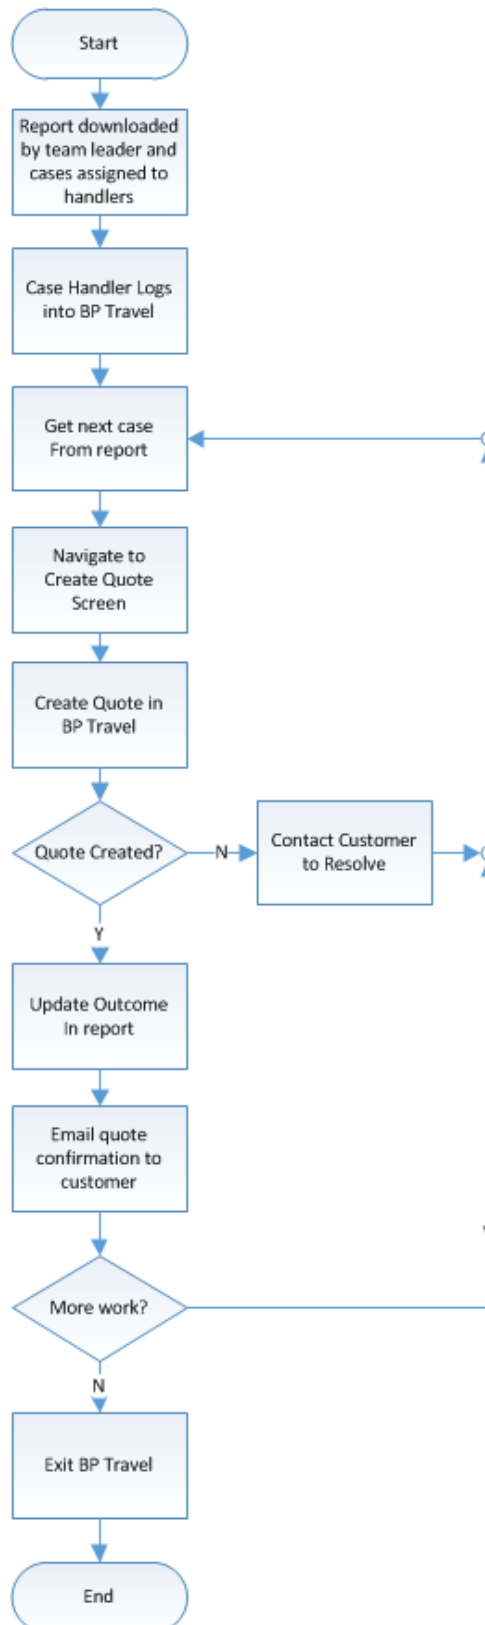 Start
Report downloaded
by team leader and
cases assigned to
handlers
Case Handler Logs
into BP Travel
Get next case
From report
Navigate to
Create Quote
Screen
Create Quote in
BP Travel
Quote Created?
N
Contact Customer
to Resolve
Y
Update Outcome
In report
Email quote
confirmation to
customer
More work?
N
Exit BP Travel
End